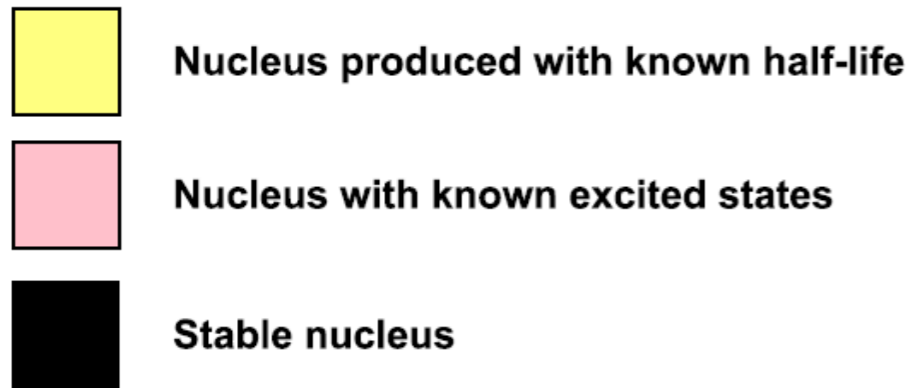 Nucleus produced with known half-life
Nucleus with known excited states
Stable nucleus